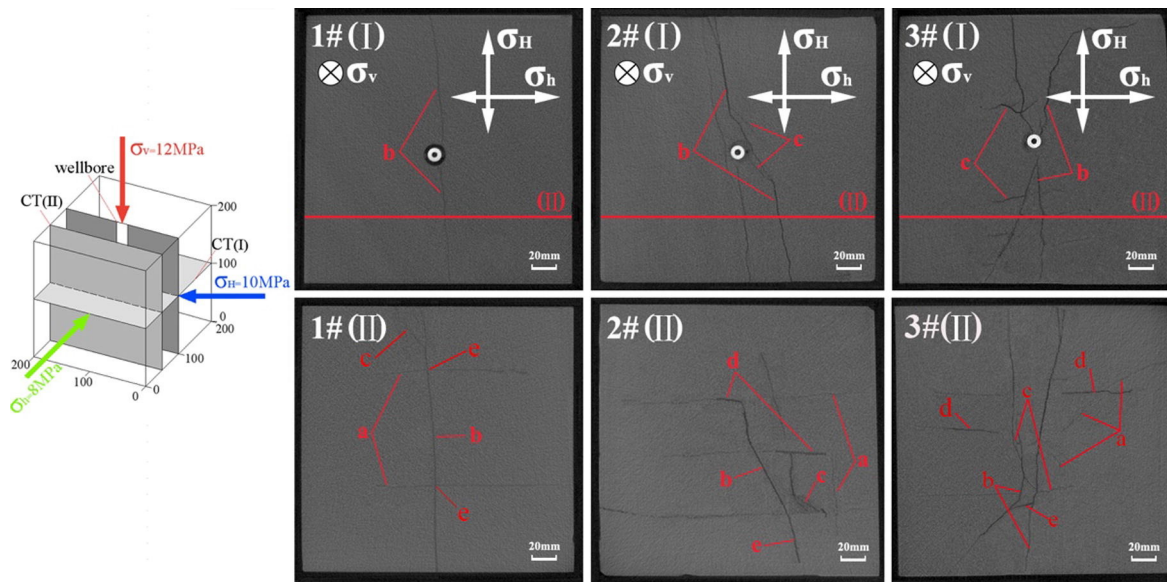 σv=12MPa
wellbore
CT(II)
200
CT(I)
100
σH=10MPa
0
200
100
200
100
0
0
σh=8MPa
1#(I)
σH
σv
σh
b
(II)
20mm
2#(I)
σH
σv
σh
c
b
(II)
20mm
3#(I)
σH
σv
σh
c
b
(II)
20mm
1#(II)
c
e
a
b
e
20mm
2#(II)
d
a
b
c
e
20mm
3#(II)
d
c
d
a
b
e
20mm